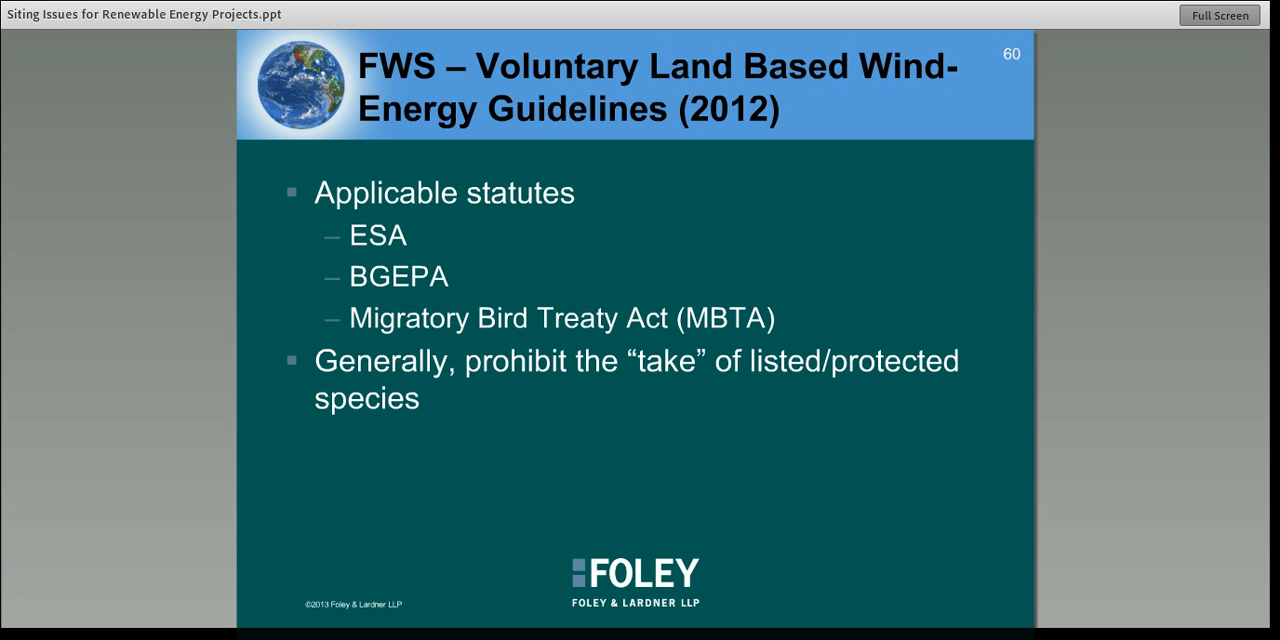 Siting Issues for Renewable Energy Projects.ppt
Full Screen
60
FWS – Voluntary Land Based Wind-
Energy Guidelines (2012)
Applicable statutes
– ESA
– BGEPA
– Migratory Bird Treaty Act (MBTA)
Generally, prohibit the “take” of listed/protected
species
FOLEY
FOLEY & LARDNER LLP
©2013 Foley & Lardner LLP